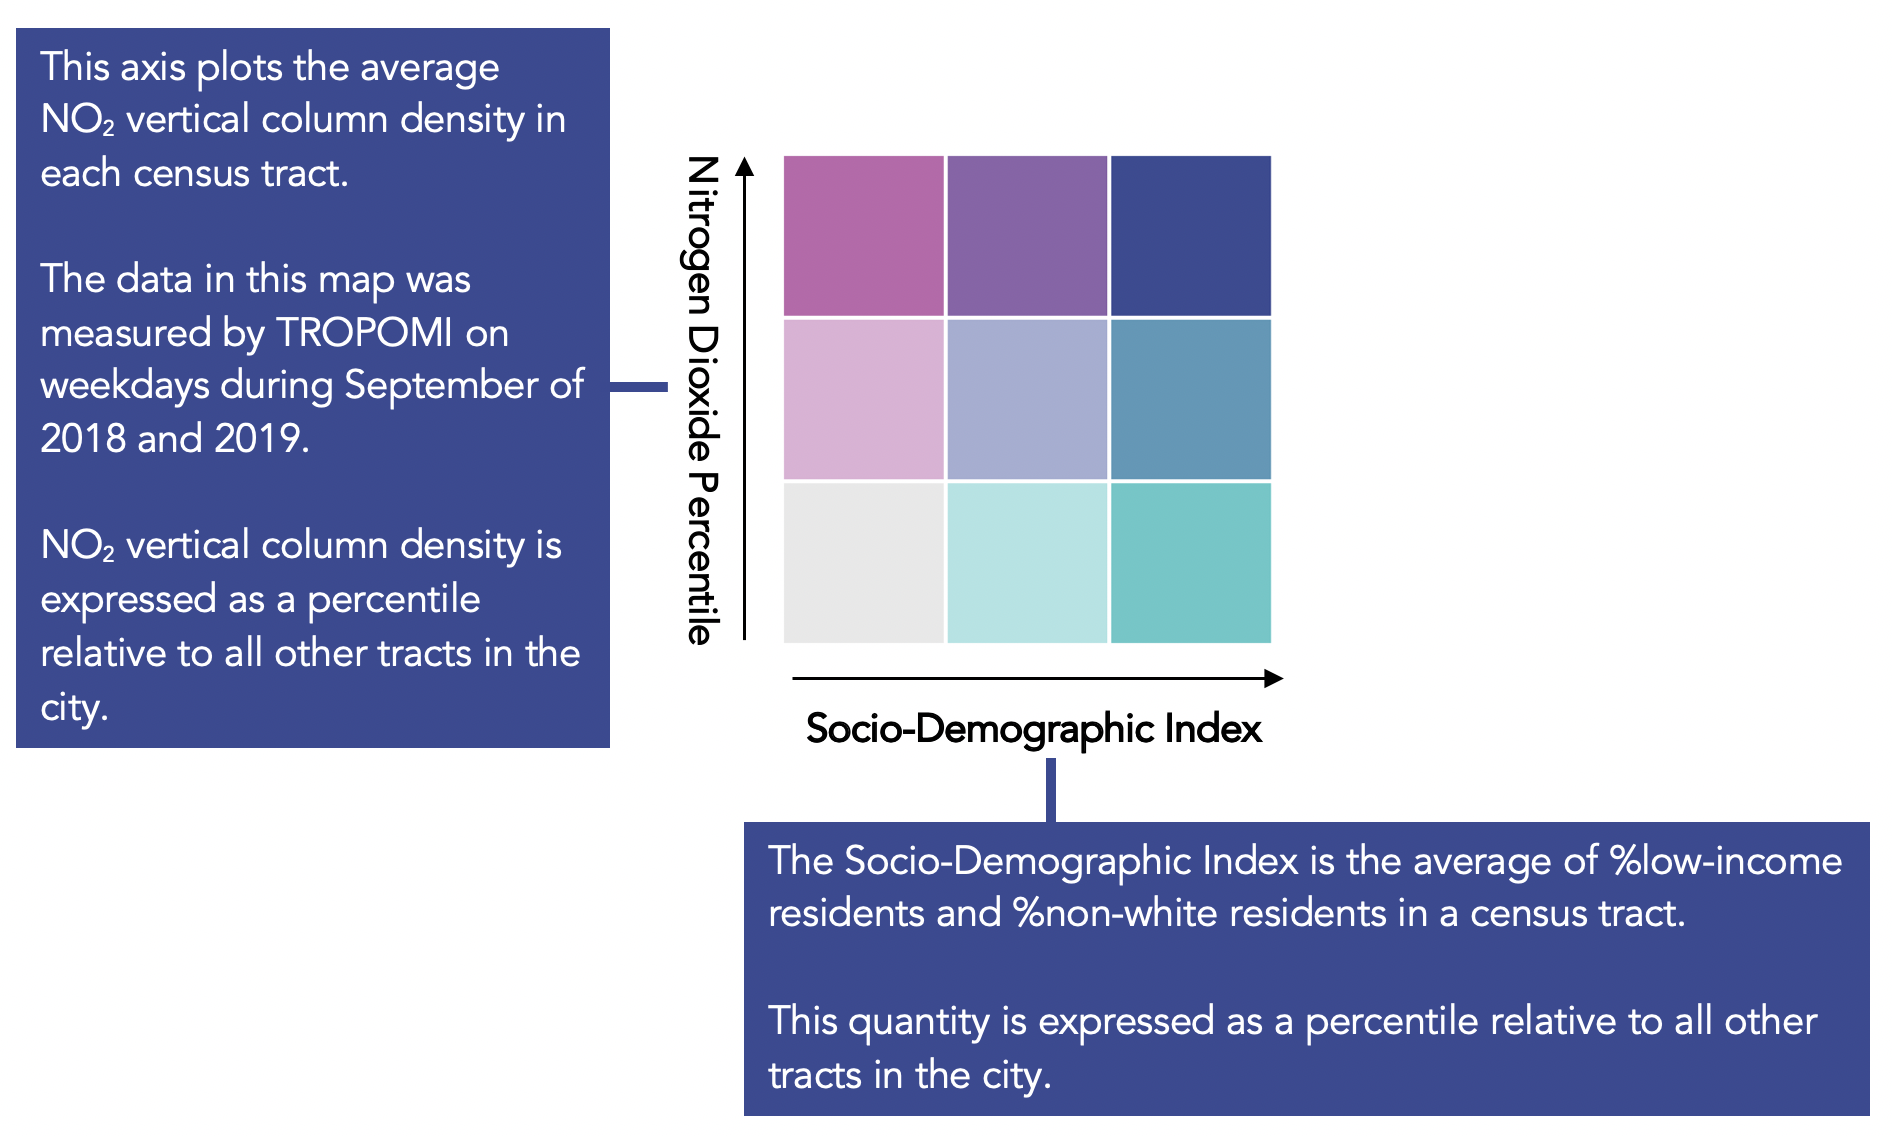 This axis plots the average
NO₂ vertical column density in
each census tract.
The data in this map was
measured by TROPOMI on
weekdays during September of
2018 and 2019.
NO₂ vertical column density is
expressed as a percentile
relative to all other tracts in the
city.
Nitrogen Dioxide Percentile
Socio-Demographic Index
The Socio-Demographic Index is the average of %low-income
residents and %non-white residents in a census tract.
This quantity is expressed as a percentile relative to all other
tracts in the city.